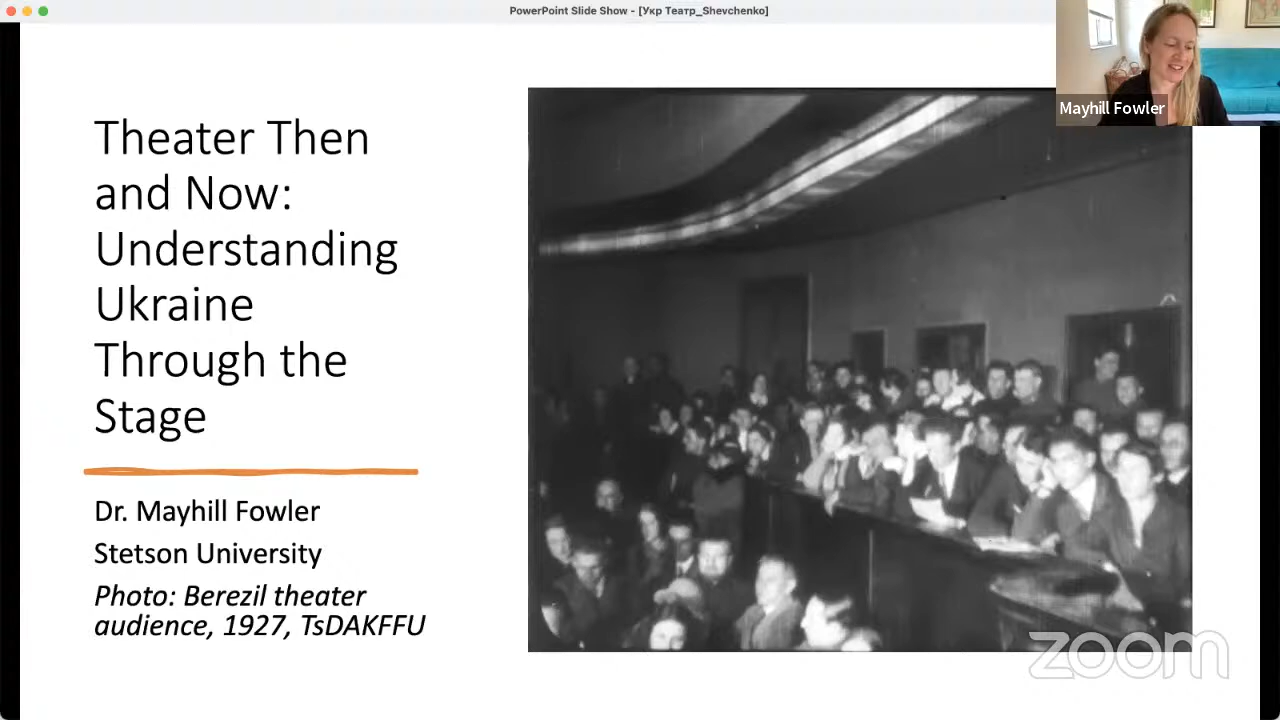 PowerPoint Slide Show - [Укр Театр_Shevchenko]
Mayhill Fowler
Theater Then
and Now:
Understanding
Ukraine
Through the
Stage
Dr. Mayhill Fowler
Stetson University
Photo: Berezil theater
audience, 1927, TsDAKFFU
zoom